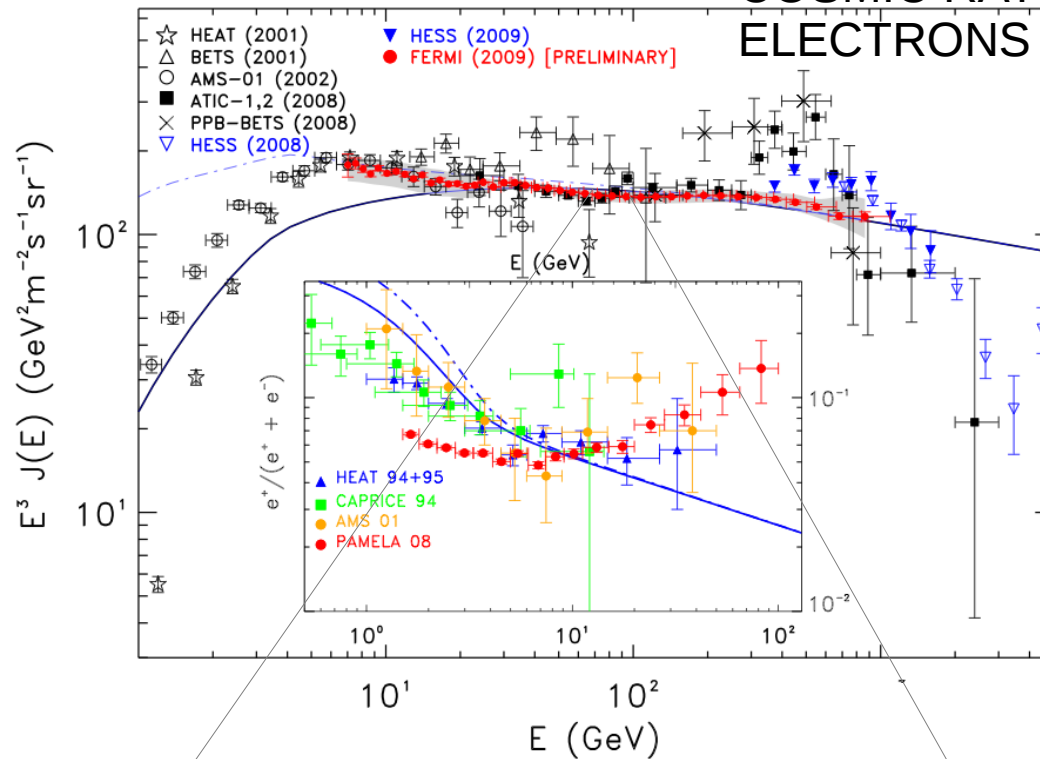 ELECTRONS
HEAT (2001)
BETS (2001)
AMS-01 (2002)
ATIC-1,2 (2008)
PPB-BETS (2008)
HESS (2008)
HESS (2009)
FERMI (2009) [PRELIMINARY]
E³ J(E) (GeV²m⁻²s⁻¹sr⁻¹)
10²
10¹
E (GeV)
e⁺/(e⁺ + e⁻)
10⁻¹
10⁻²
HEAT 94+95
CAPRICE 94
AMS 01
PAMELA 08
10⁰ 10¹ 10²
10¹ 10²
E (GeV)